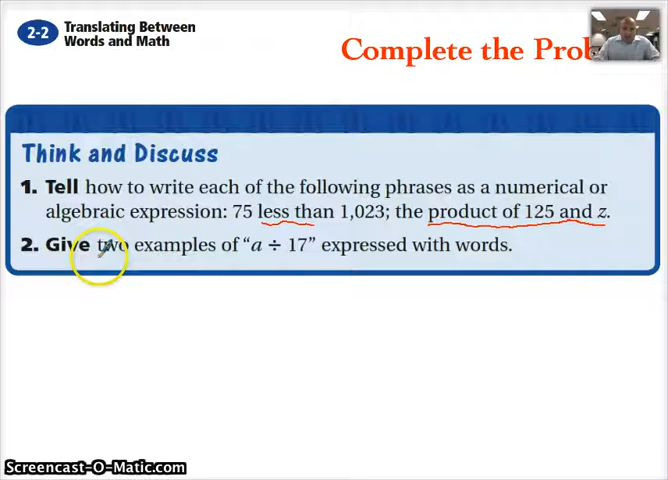 2-2
Translating Between
Words and Math
Complete the
Think and Discuss
1. Tell how to write each of the following phrases as a numerical or
algebraic expression: 75 less than 1,023; the product of 125 and z.
2. Give two examples of “a ÷ 17” expressed with words.
Screencast-O-Matic.com